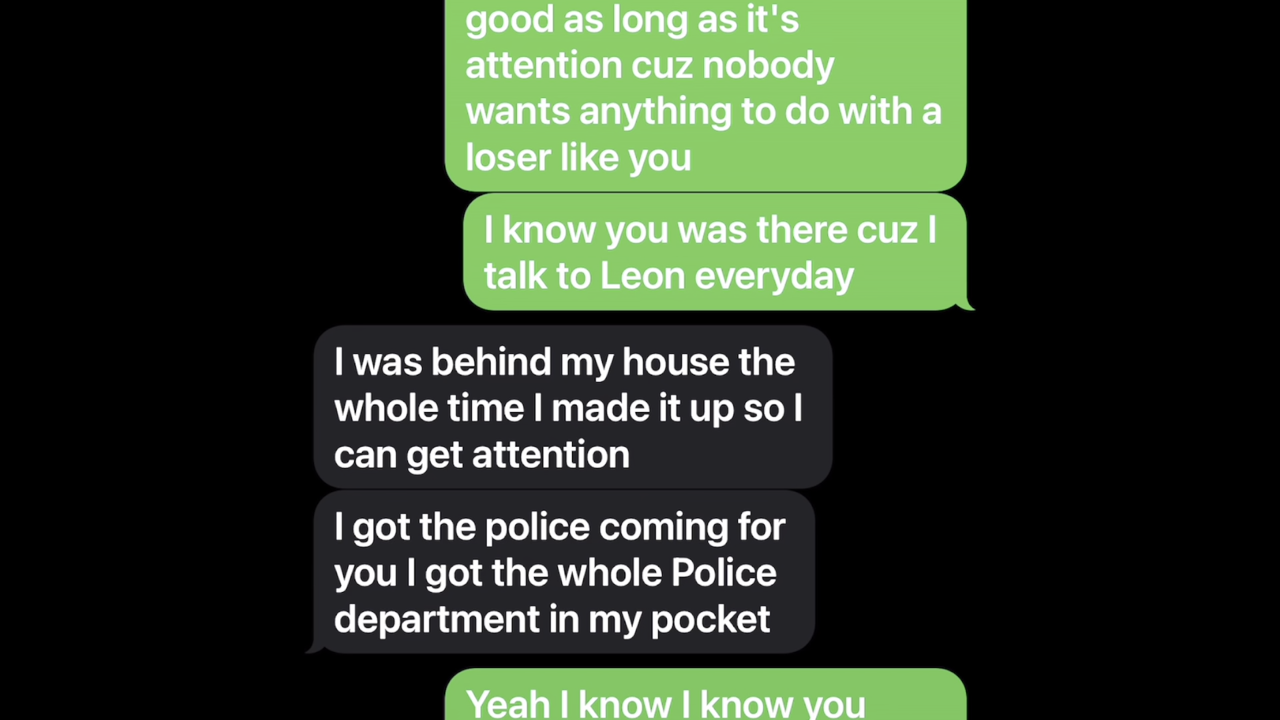 good as long as it's
attention cuz nobody
wants anything to do with a
loser like you
I know you was there cuz I
talk to Leon everyday
I was behind my house the
whole time I made it up so I
can get attention
I got the police coming for
you I got the whole Police
department in my pocket
Yeah I know I know you